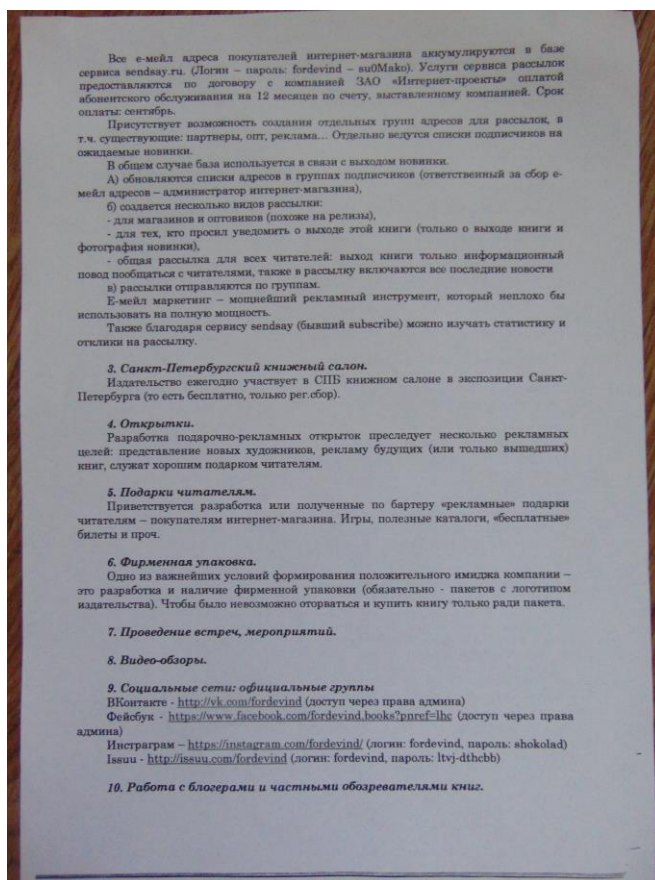 Все е-мейл адреса покупателей интернет-магазина аккумулируются в базе
сервиса sendsay.ru. (Логин – пароль: fordevind – su0Mako). Услуги сервиса рассылок
предоставляются по договору с компанией ЗАО «Интернет-проекты» оплатой
абонентского обслуживания на 12 месяцев по счету, выставленному компанией. Срок
оплаты: сентябрь.
Присутствует возможность создания отдельных групп адресов для рассылок, в
т.ч. существующие: партнеры, опт, реклама... Отдельно ведутся списки подписчиков на
ожидаемые новинки.
В общем случае база используется в связи с выходом новинки.
А) обновляются списки адресов в группах подписчиков (ответственный за сбор е-
мейл адресов – администратор интернет-магазина),
б) создается несколько видов рассылки:
- для магазинов и оптовиков (похоже на релизы),
- для тех, кто просил уведомить о выходе этой книги (только о выходе книги и
фотография новинки),
- общая рассылка для всех читателей: выход книги только информационный
повод пообщаться с читателями, также в рассылку включаются все последние новости
в) рассылки отправляются по группам.
Е-мейл маркетинг – мощнейший рекламный инструмент, который неплохо бы
использовать на полную мощность.
Также благодаря сервису sendsay (бывший subscribe) можно изучать статистику и
отклики на рассылку.
3. Санкт-Петербургский книжный салон.
Издательство ежегодно участвует в СПБ книжном салоне в экспозиции Санкт-
Петербурга (то есть бесплатно, только рег.сбор).
4. Открытки.
Разработка подарочно-рекламных открыток преследует несколько рекламных
целей: представление новых художников, рекламу будущих (или только вышедших)
книг, служат хорошим подарком читателям.
5. Подарки читателям.
Приветствуется разработка или полученные по бартеру «рекламные» подарки
читателям – покупателям интернет-магазина. Игры, полезные каталоги, «бесплатные»
билеты и проч.
6. Фирменная упаковка.
Одно из важнейших условий формирования положительного имиджа компании –
это разработка и наличие фирменной упаковки (обязательно - пакетов с логотипом
издательства). Чтобы было невозможно оторваться и купить книгу только ради пакета.
7. Проведение встреч, мероприятий.
8. Видео-обзоры.
9. Социальные сети: официальные группы
ВКонтакте - http://vk.com/fordevind (доступ через права админа)
Фейсбук - https://www.facebook.com/fordevind.books?pnref=lhc (доступ через права
админа)
Инстраграм – https://instagram.com/fordevind/ (логин: fordevind, пароль: shokolad)
Issuu - http://issuu.com/fordevind (логин: fordevind, пароль: ltvj-dthcbb)
10. Работа с блогерами и частными обозревателями книг.